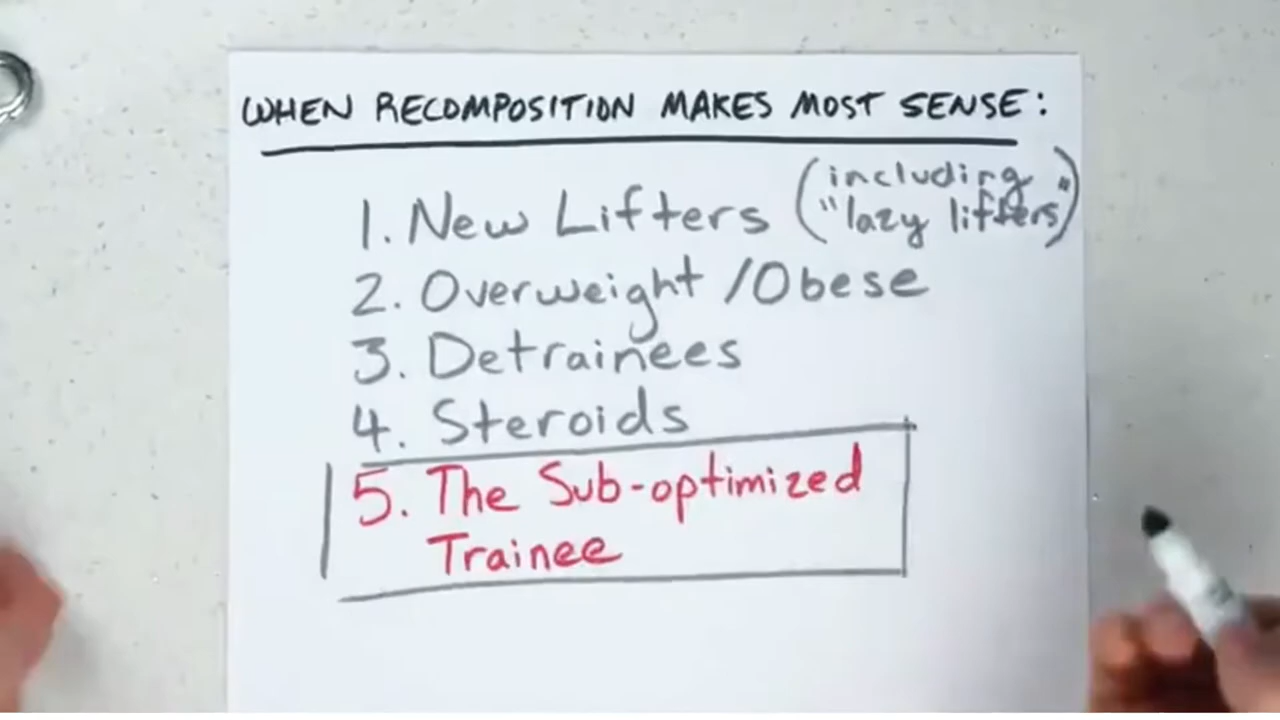 WHEN RECOMPOSITION MAKES MOST SENSE:
1. New Lifters (including "lazy lifters")
2. Overweight / Obese
3. Detrainees
4. Steroids
5. The Sub-optimized
Trainee